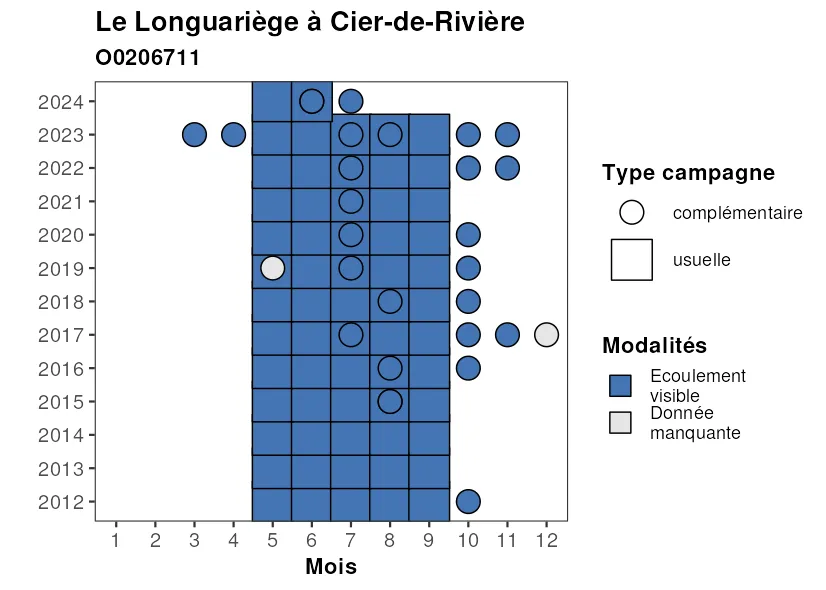 Le Longuariège à Cier-de-Rivière
O0206711
2024
2023
2022
2021
2020
2019
2018
2017
2016
2015
2014
2013
2012
1 2 3 4 5 6 7 8 9 10 11 12
Mois
Type campagne
complémentaire
usuelle
Modalités
Ecoulement
visible
Donnée
manquante